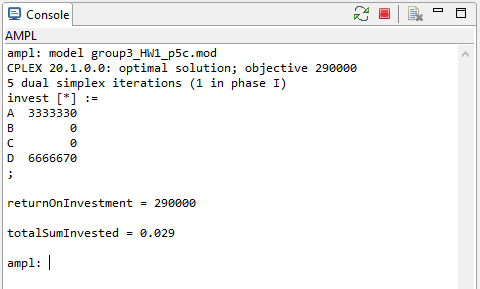 Console
AMPL
ampl: model group3_HW1_p5c.mod
CPLEX 20.1.0.0: optimal solution; objective 290000
5 dual simplex iterations (1 in phase I)
invest [*] :=
A  3333330
B        0
C        0
D  6666670
;
returnOnInvestment = 290000
totalSumInvested = 0.029
ampl: